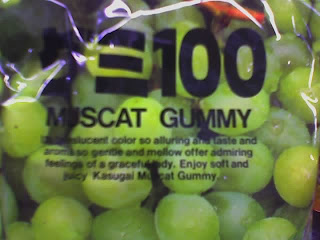 100
MUSCAT GUMMY
translucent color so alluring and taste and
aroma so gentle and mellow offer admiring
feelings of a graceful lady. Enjoy soft and
juicy Kasugai Muscat Gummy.